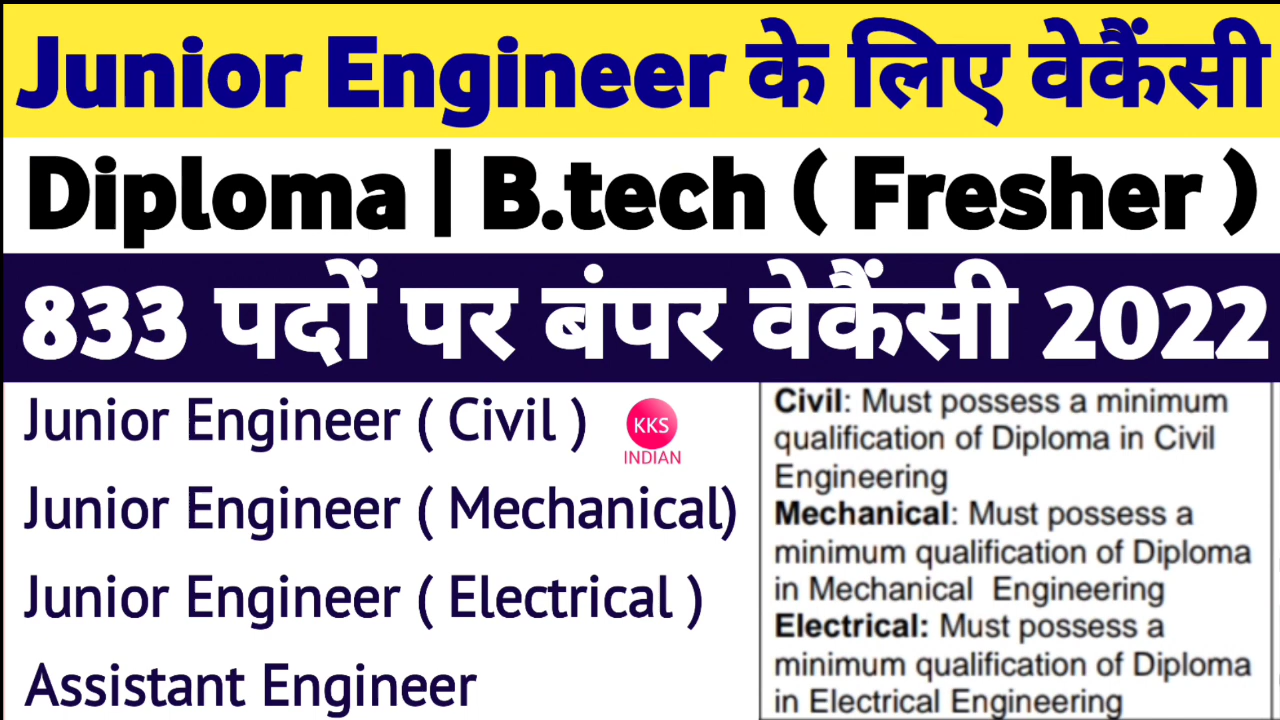 Junior Engineer के लिए वेकैंसी
Diploma | B.tech ( Fresher )
833 पदों पर बंपर वेकैंसी 2022
Junior Engineer ( Civil )
KKS
INDIAN
Junior Engineer ( Mechanical)
Junior Engineer ( Electrical )
Assistant Engineer
Civil: Must possess a minimum
qualification of Diploma in Civil
Engineering
Mechanical: Must possess a
minimum qualification of Diploma
in Mechanical Engineering
Electrical: Must possess a
minimum qualification of Diploma
in Electrical Engineering